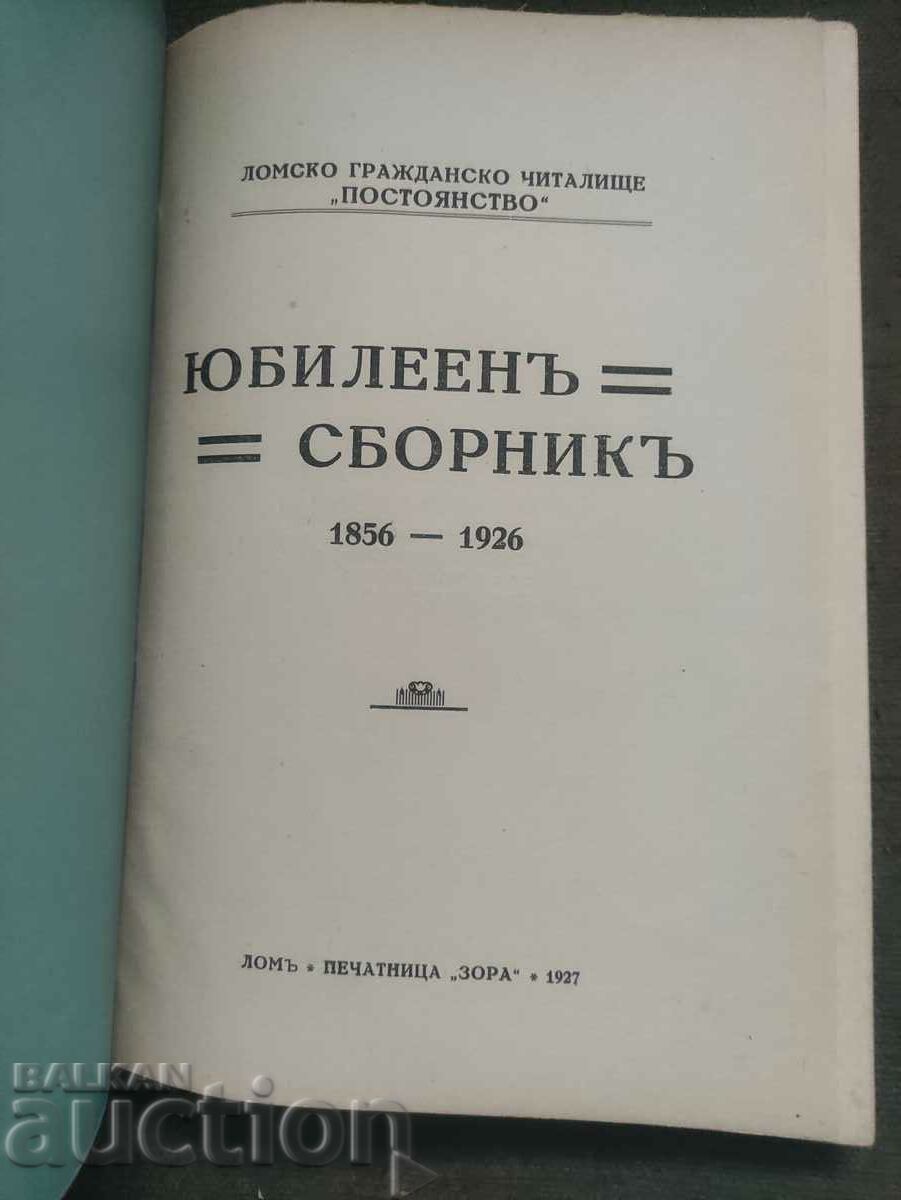 ЛОМСКО ГРАЖДАНСКО ЧИТАЛИЩЕ
„ПОСТОЯНСТВО“
ЮБИЛЕЕНЪ
СБОРНИКЪ
1856 — 1926
ЛОМЪ * ПЕЧАТНИЦА „ЗОРА“ * 1927
BALKAN
auction